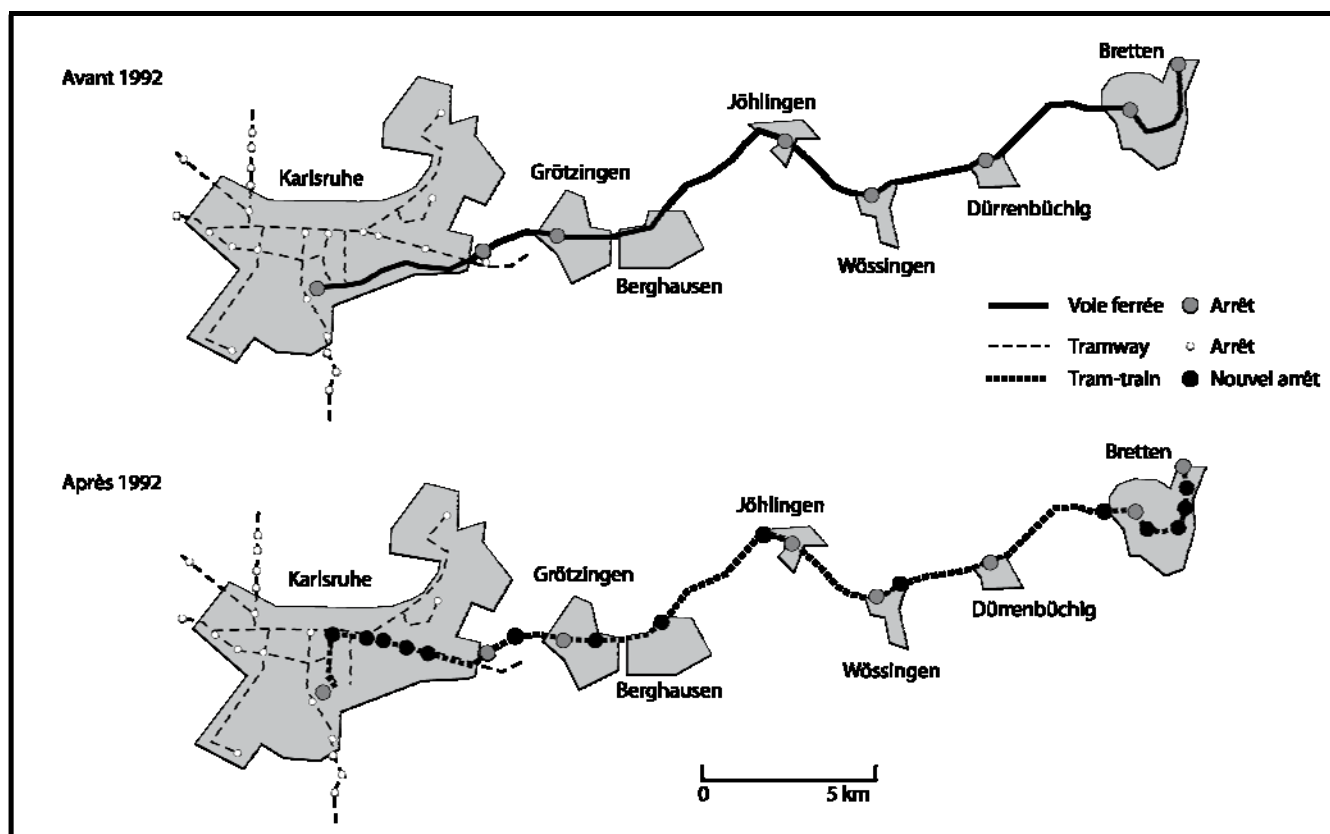 Avant 1992
Bretten
Jöhlingen
Karlsruhe
Grötzingen
Dürrenbüchig
Wössingen
Berghausen
Voie ferrée Arrêt
Tramway Arrêt
Tram-train Nouvel arrêt
Après 1992
Bretten
Jöhlingen
Karlsruhe
Grötzingen
Dürrenbüchig
Wössingen
Berghausen
0 5 km